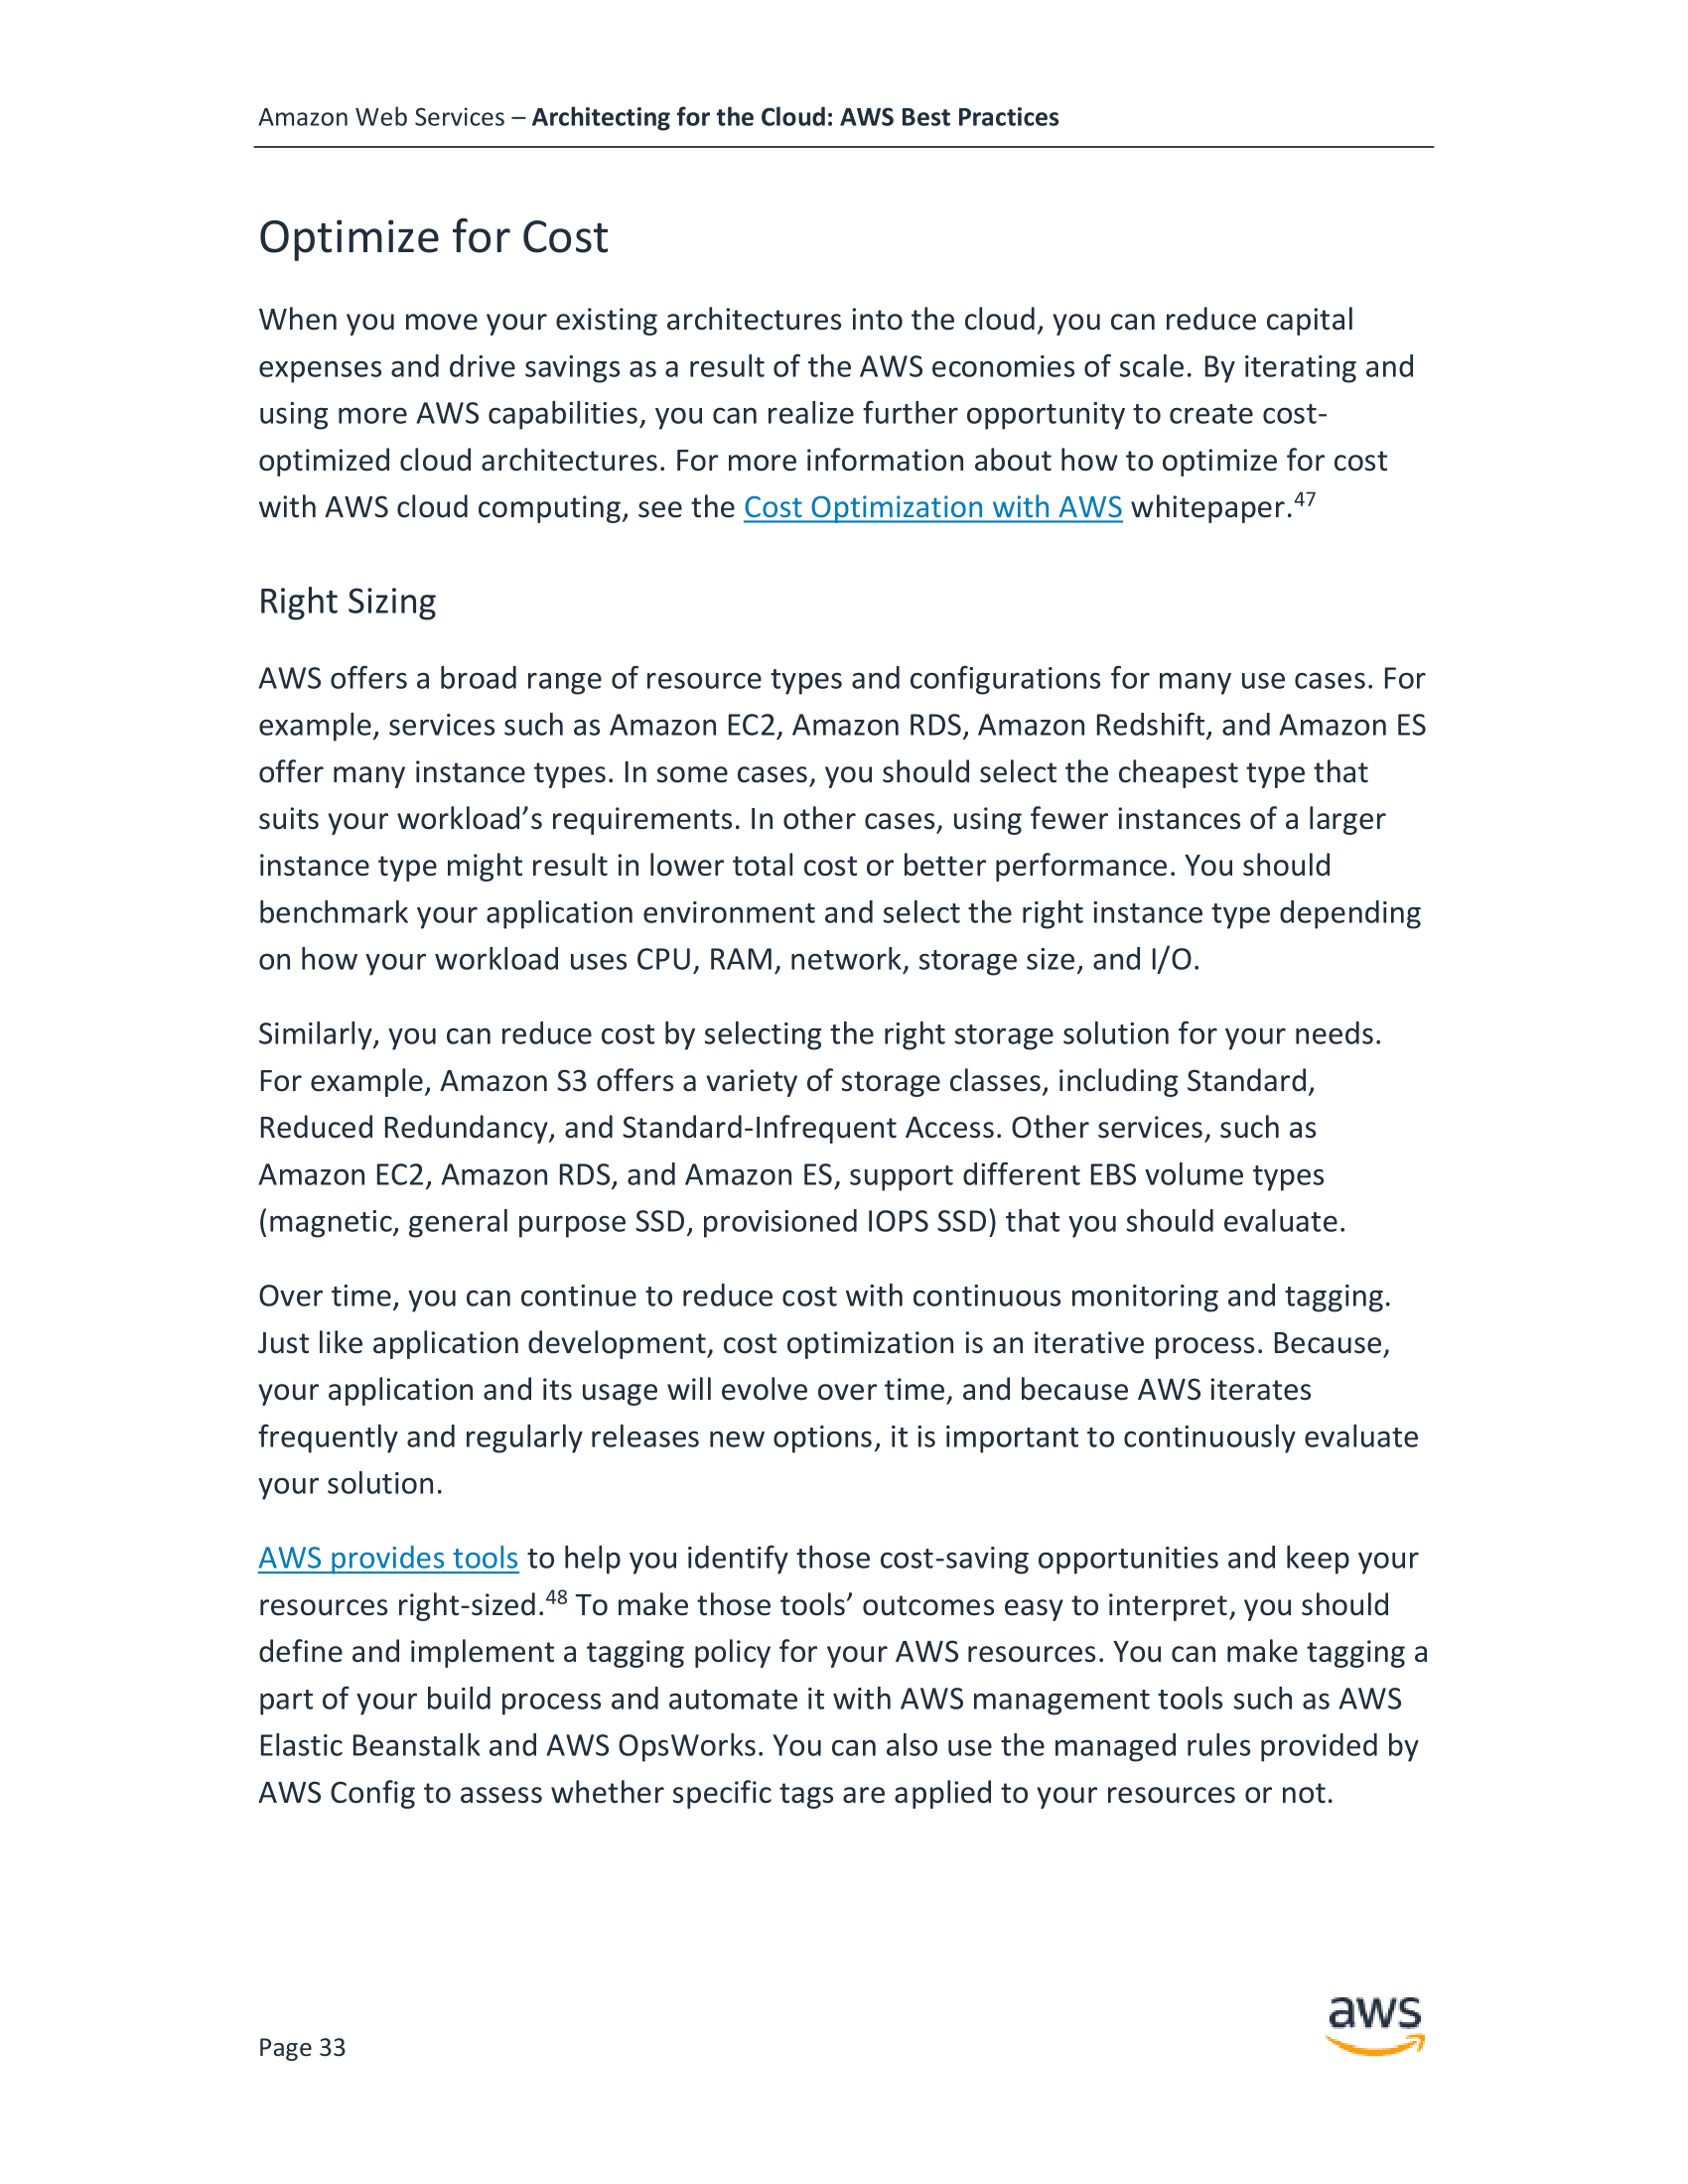 Amazon Web Services – Architecting for the Cloud: AWS Best Practices
Optimize for Cost
When you move your existing architectures into the cloud, you can reduce capital
expenses and drive savings as a result of the AWS economies of scale. By iterating and
using more AWS capabilities, you can realize further opportunity to create cost-
optimized cloud architectures. For more information about how to optimize for cost
with AWS cloud computing, see the Cost Optimization with AWS whitepaper.47
Right Sizing
AWS offers a broad range of resource types and configurations for many use cases. For
example, services such as Amazon EC2, Amazon RDS, Amazon Redshift, and Amazon ES
offer many instance types. In some cases, you should select the cheapest type that
suits your workload’s requirements. In other cases, using fewer instances of a larger
instance type might result in lower total cost or better performance. You should
benchmark your application environment and select the right instance type depending
on how your workload uses CPU, RAM, network, storage size, and I/O.
Similarly, you can reduce cost by selecting the right storage solution for your needs.
For example, Amazon S3 offers a variety of storage classes, including Standard,
Reduced Redundancy, and Standard-Infrequent Access. Other services, such as
Amazon EC2, Amazon RDS, and Amazon ES, support different EBS volume types
(magnetic, general purpose SSD, provisioned IOPS SSD) that you should evaluate.
Over time, you can continue to reduce cost with continuous monitoring and tagging.
Just like application development, cost optimization is an iterative process. Because,
your application and its usage will evolve over time, and because AWS iterates
frequently and regularly releases new options, it is important to continuously evaluate
your solution.
AWS provides tools to help you identify those cost-saving opportunities and keep your
resources right-sized.48 To make those tools’ outcomes easy to interpret, you should
define and implement a tagging policy for your AWS resources. You can make tagging a
part of your build process and automate it with AWS management tools such as AWS
Elastic Beanstalk and AWS OpsWorks. You can also use the managed rules provided by
AWS Config to assess whether specific tags are applied to your resources or not.
aws
Page 33